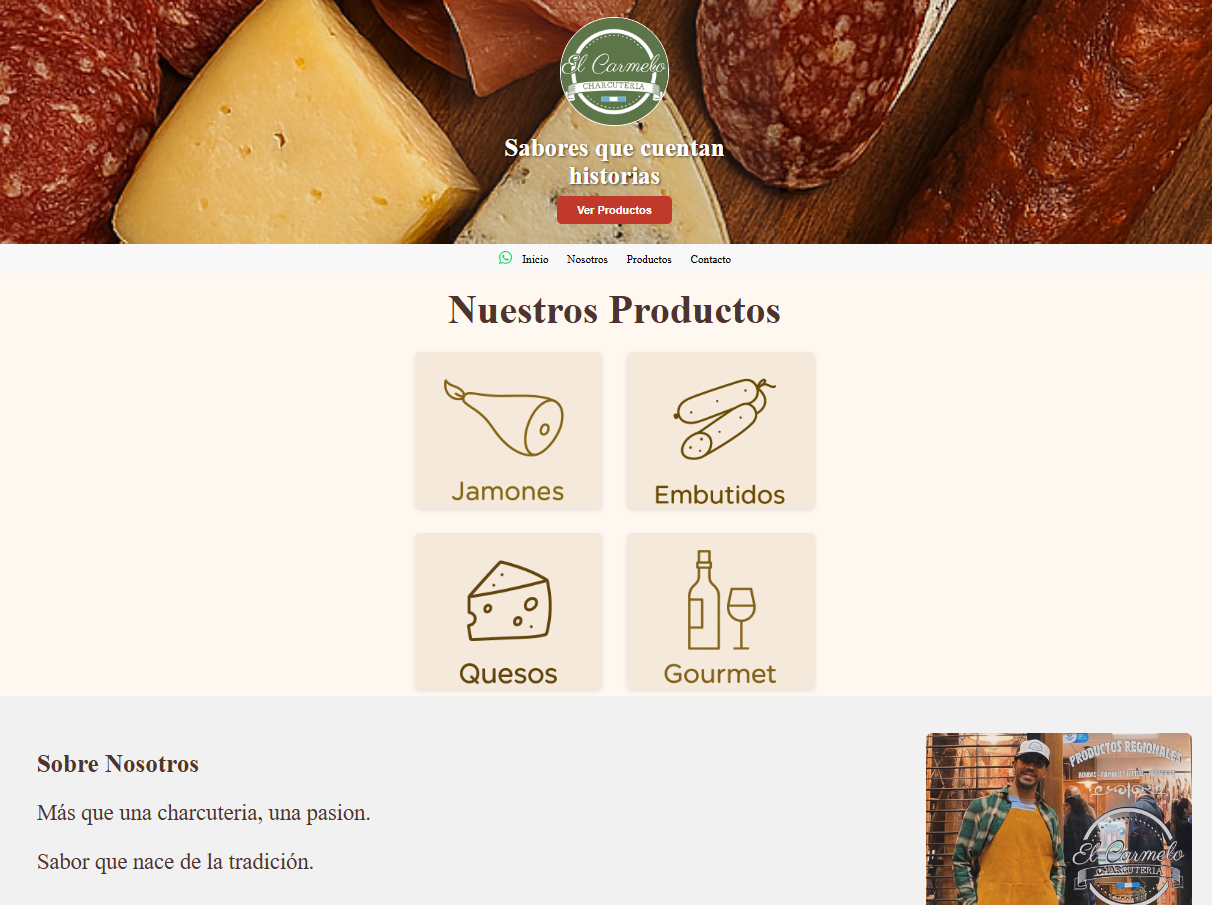 El Carmelo
CHARCUTERIA
Sabores que cuentan
historias
Ver Productos
Inicio Nosotros Productos Contacto
Nuestros Productos
Jamones
Embutidos
Quesos
Gourmet
Sobre Nosotros
Más que una charcuteria, una pasion.
Sabor que nace de la tradición.
PRODUCTOS REGIONALES
El Carmelo
CHARCUTERIA